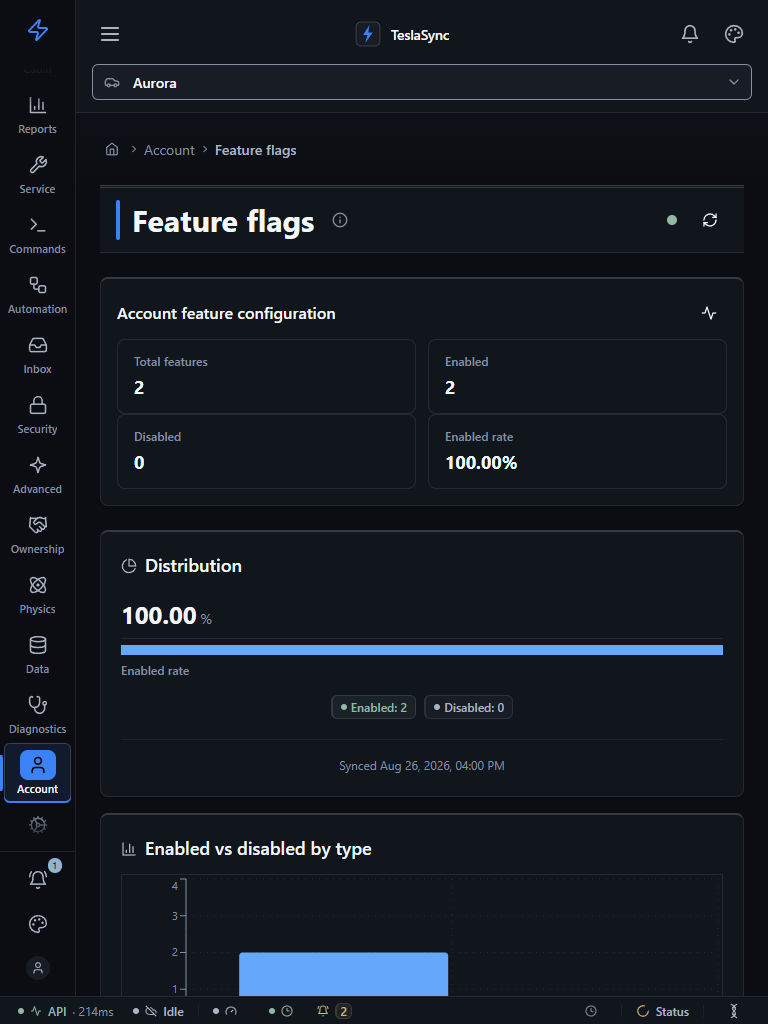 TeslaSync
Aurora
Reports
Service
Commands
Automation
Inbox
Security
Advanced
Ownership
Physics
Data
Diagnostics
Account
1
Account
Feature flags
Feature flags
Account feature configuration
Total features
2
Enabled
2
Disabled
0
Enabled rate
100.00%
Distribution
100.00 %
Enabled rate
Enabled: 2
Disabled: 0
Synced Aug 26, 2026, 04:00 PM
Enabled vs disabled by type
4
3
2
1
API · 214ms
Idle
2
Status